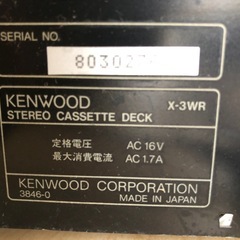 SERIAL NO.
KENWOOD X-3WR
STEREO CASSETTE DECK
定格電圧 AC 16V
最大消費電流 AC 1.7A
KENWOOD CORPORATION
3846-0 MADE IN JAPAN